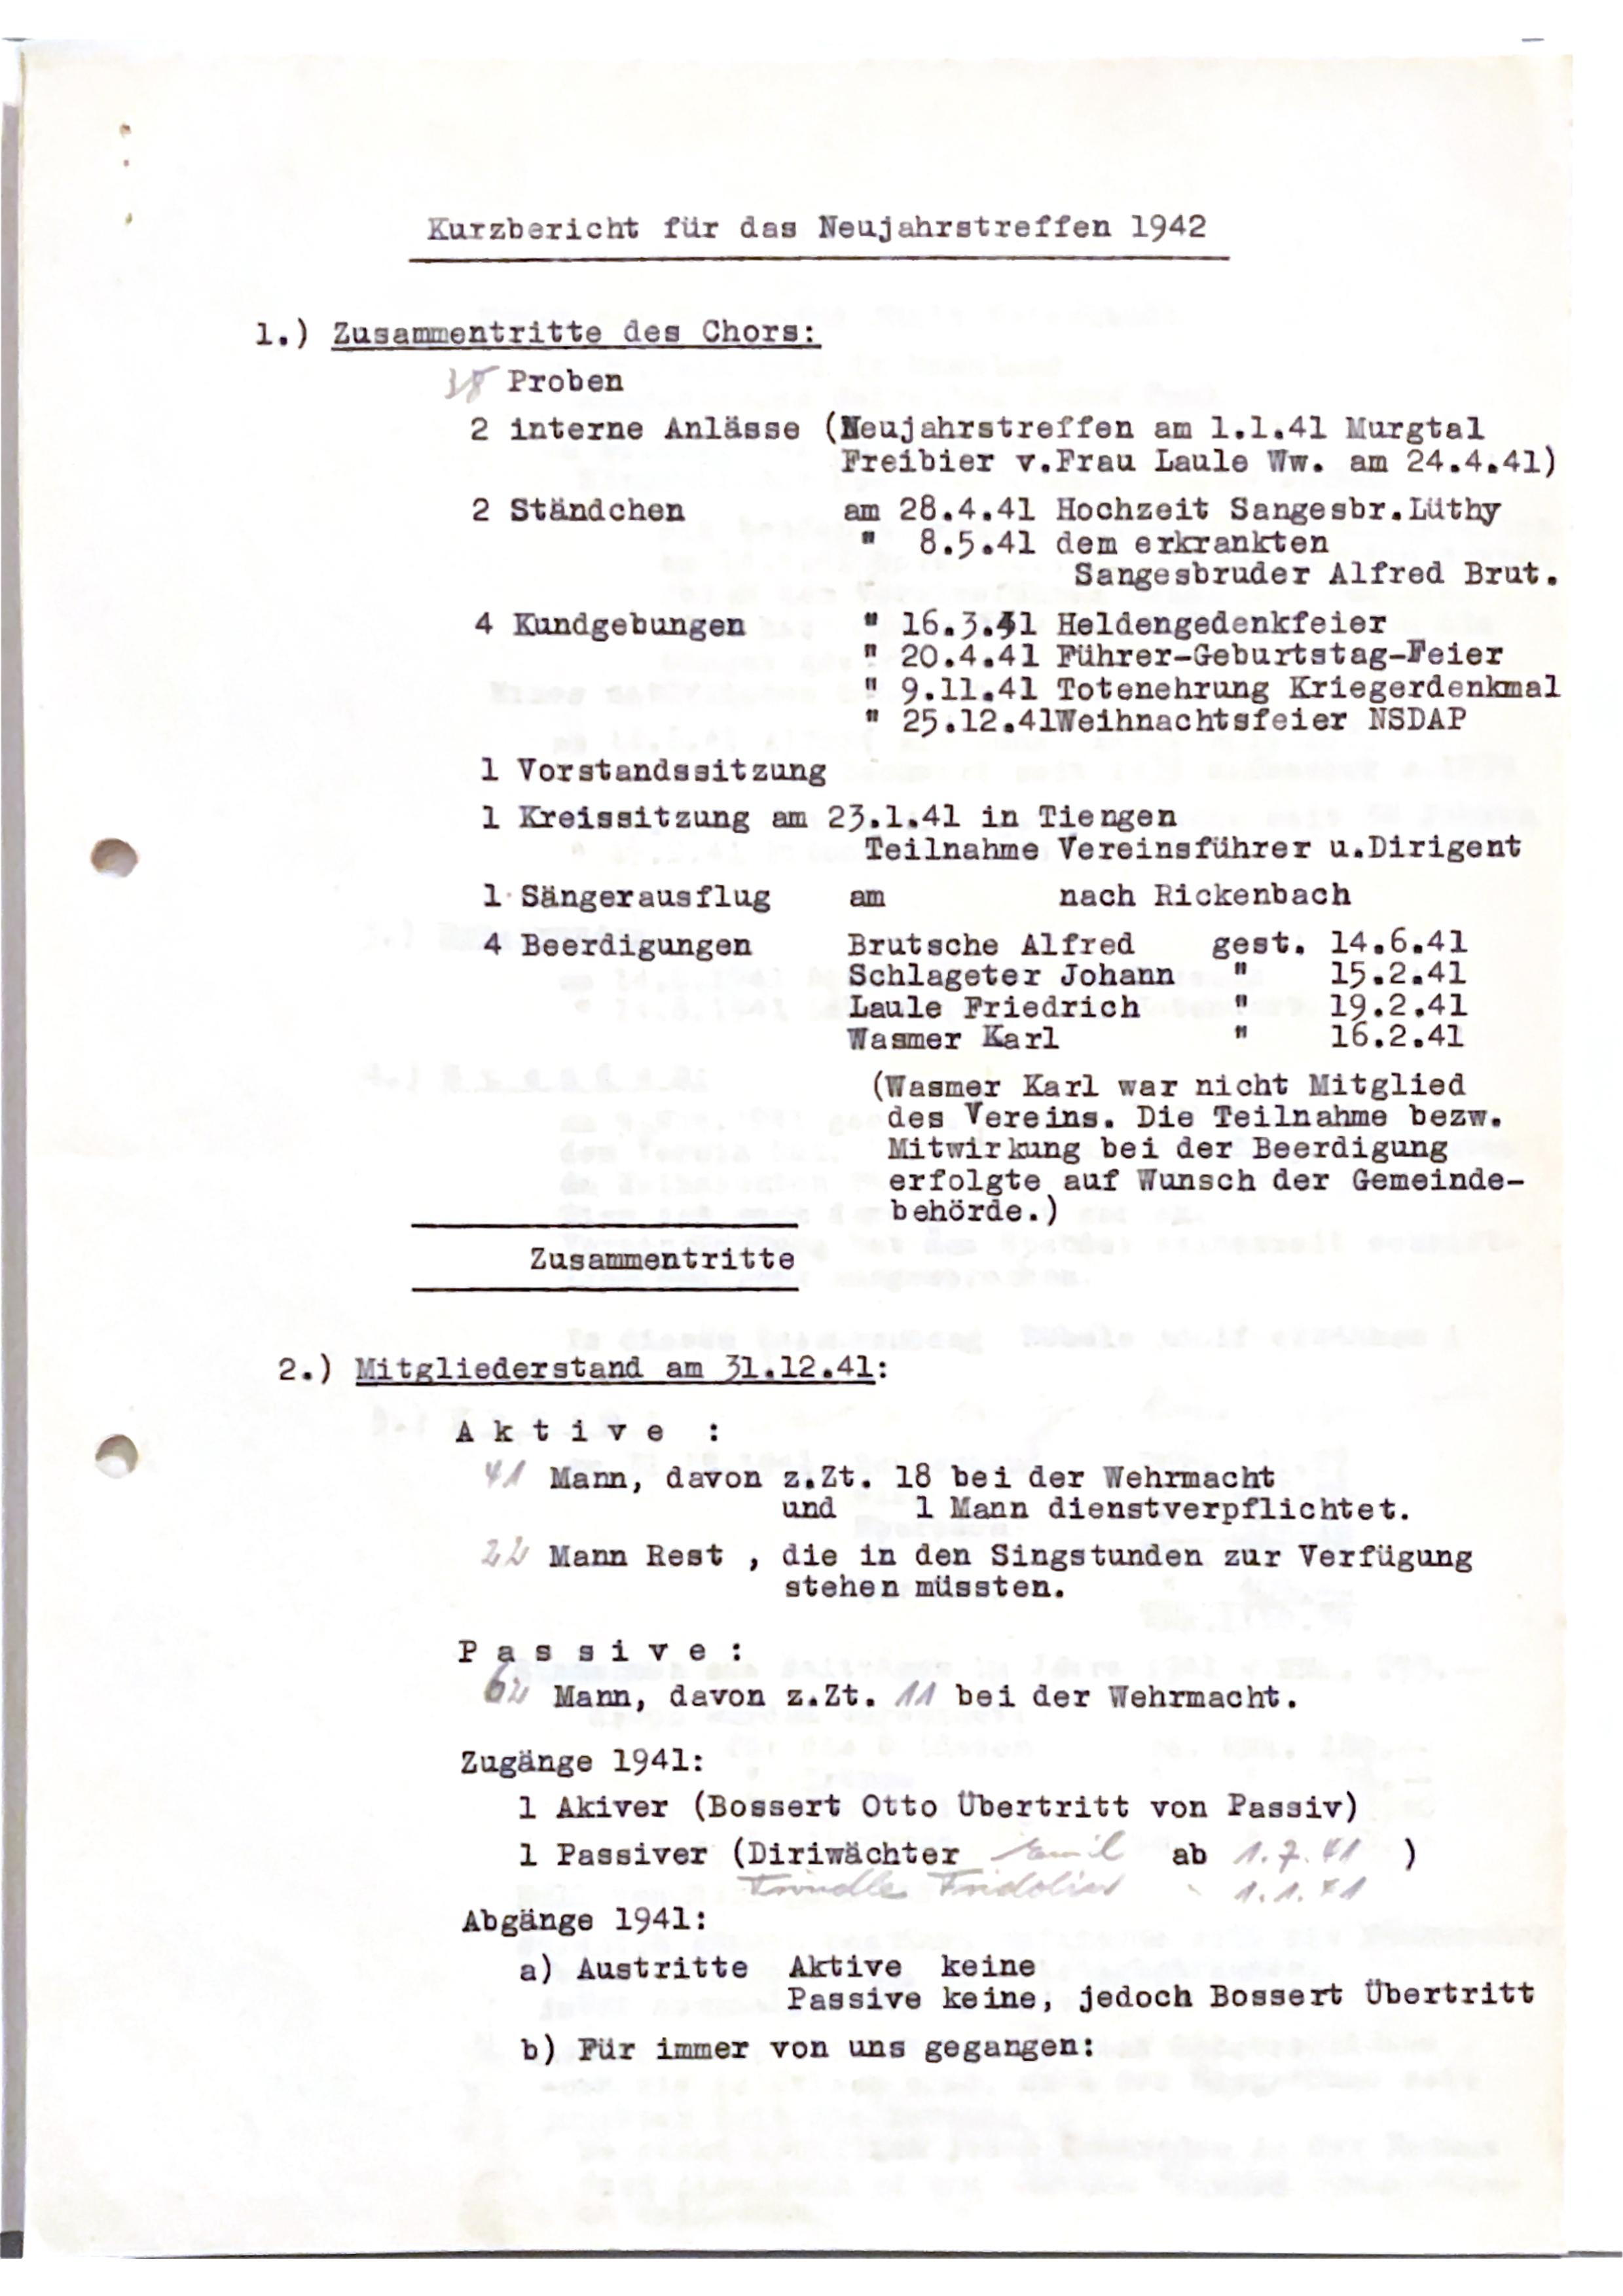 Kurzbericht für das Neujahrstreffen 1942
1.) Zusammentritte des Chors:
38 Proben
2 interne Anlässe (Neujahrstreffen am 1.1.41 Murgtal
Freibier v.Frau Laule Ww. am 24.4.41)
2 Ständchen am 28.4.41 Hochzeit Sangesbr.Lüthy
" 8.5.41 dem erkrankten
Sangesbruder Alfred Brut.
4 Kundgebungen " 16.3.41 Heldengedenkfeier
" 20.4.41 Führer-Geburtstag-Feier
" 9.11.41 Totenehrung Kriegerdenkmal
" 25.12.41Weihnachtsfeier NSDAP
1 Vorstandssitzung
1 Kreissitzung am 23.1.41 in Tiengen
Teilnahme Vereinsführer u.Dirigent
1 Sängerausflug am nach Rickenbach
4 Beerdigungen Brutsche Alfred gest. 14.6.41
Schlageter Johann " 15.2.41
Laule Friedrich " 19.2.41
Wasmer Karl " 16.2.41
(Wasmer Karl war nicht Mitglied
des Vereins. Die Teilnahme bezw.
Mitwirkung bei der Beerdigung
erfolgte auf Wunsch der Gemeinde-
behörde.)
Zusammentritte
2.) Mitgliederstand am 31.12.41:
A k t i v e :
41 Mann, davon z.Zt. 18 bei der Wehrmacht
und 1 Mann dienstverpflichtet.
22 Mann Rest , die in den Singstunden zur Verfügung
stehen müssten.
P a s s i v e :
Mann, davon z.Zt. 11 bei der Wehrmacht.
Zugänge 1941:
1 Akiver (Bossert Otto Übertritt von Passiv)
1 Passiver (Diriwächter Emil ab 1.7.41 )
Fridolin 1.1.41
Abgänge 1941:
a) Austritte Aktive keine
Passive keine, jedoch Bossert Übertritt
b) Für immer von uns gegangen: